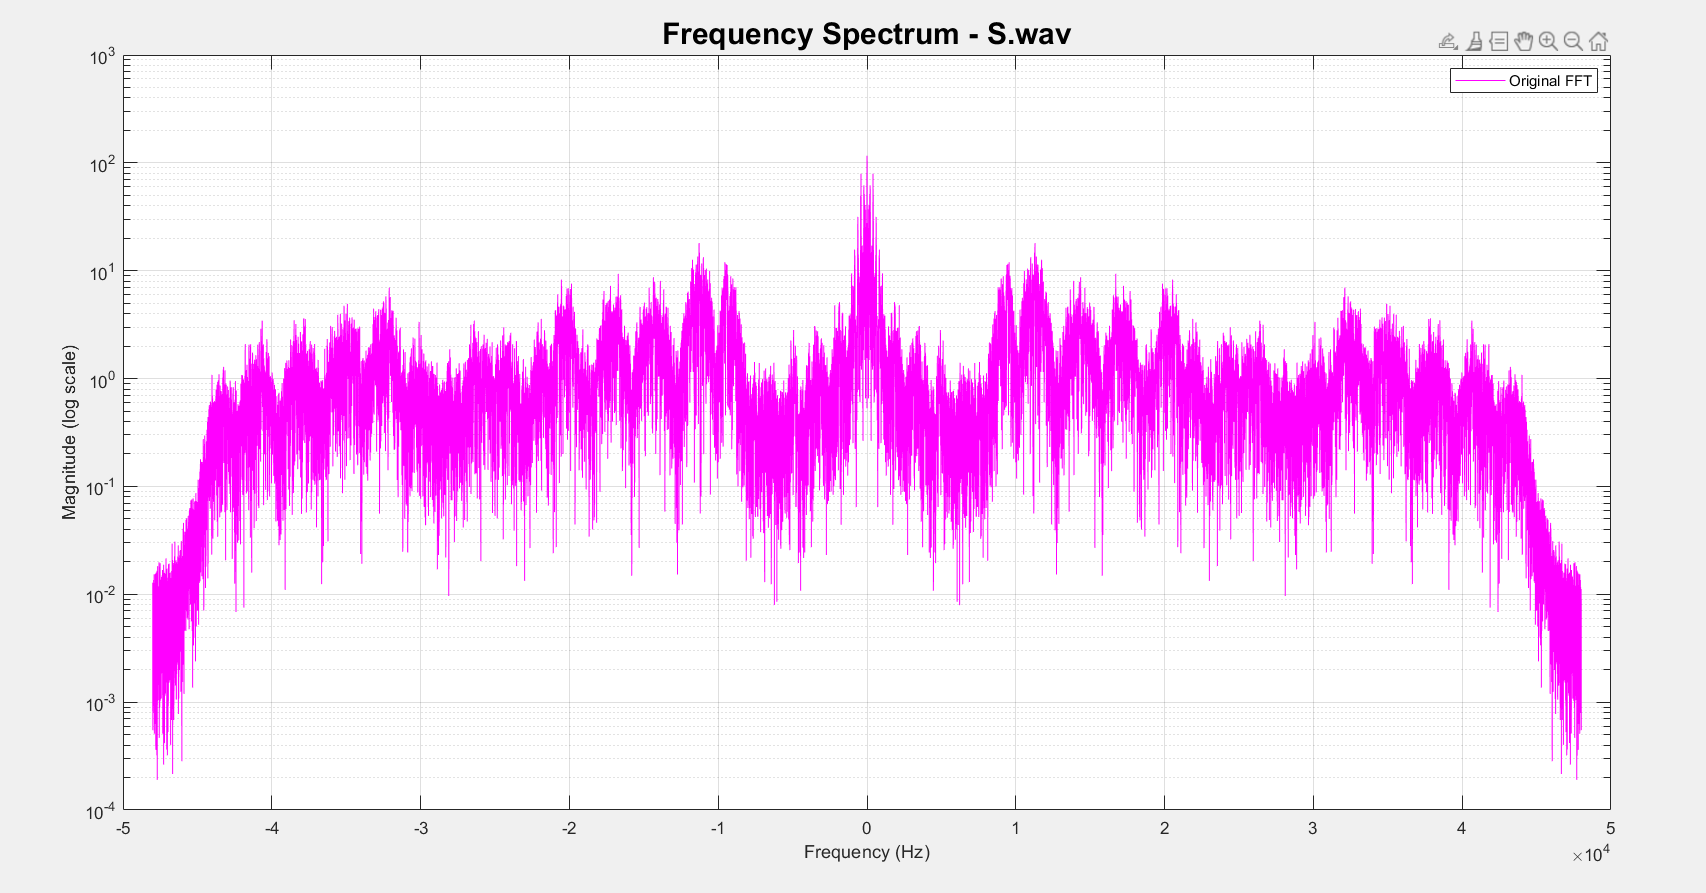 Frequency Spectrum - S.wav
Original FFT
10^3
10^2
10^1
10^0
10^-1
10^-2
10^-3
10^-4
Magnitude (log scale)
-5 -4 -3 -2 -1 0 1 2 3 4 5
Frequency (Hz)
×10^4